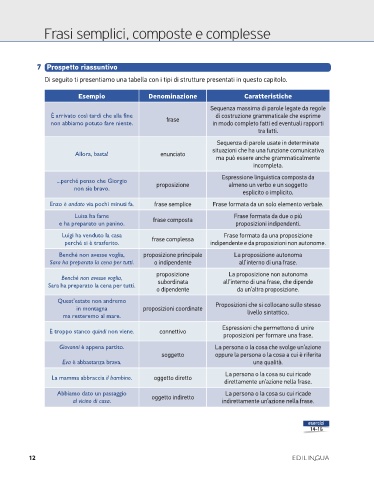 Frasi semplici, composte e complesse
7 Prospetto riassuntivo
Di seguito ti presentiamo una tabella con i tipi di strutture presentati in questo capitolo.
Esempio Denominazione Caratteristiche
È arrivato così tardi che alla fine
non abbiamo potuto fare niente.
frase
Sequenza massima di parole legate da regole
di costruzione grammaticale che esprime
in modo completo fatti ed eventuali rapporti
tra fatti.
Allora, basta!
enunciato
Sequenza di parole usate in determinate
situazioni che ha una funzione comunicativa
ma può essere anche grammaticalmente
incompleta.
...perché penso che Giorgio
non sia bravo.
proposizione
Espressione linguistica composta da
almeno un verbo e un soggetto
esplicito o implicito.
Enzo è andato via pochi minuti fa.
frase semplice
Frase formata da un solo elemento verbale.
Luisa ha fame
e ha preparato un panino.
frase composta
Frase formata da due o più
proposizioni indipendenti.
Luigi ha venduto la casa
perché si è trasferito.
frase complessa
Frase formata da una proposizione
indipendente e da proposizioni non autonome.
Benché non avesse voglia,
Sara ha preparato la cena per tutti.
proposizione principale
o indipendente
La proposizione autonoma
all'interno di una frase.
Benché non avesse voglia,
Sara ha preparato la cena per tutti.
proposizione
subordinata
o dipendente
La proposizione non autonoma
all'interno di una frase, che dipende
da un'altra proposizione.
Quest'estate non andremo
in montagna
ma resteremo al mare.
proposizioni coordinate
Proposizioni che si collocano sullo stesso
livello sintattico.
È troppo stanco quindi non viene.
connettivo
Espressioni che permettono di unire
proposizioni per formare una frase.
Giovanni è appena partito.
Eva è abbastanza brava.
soggetto
La persona o la cosa che svolge un'azione
oppure la persona o la cosa a cui è riferita
una qualità.
La mamma abbraccia il bambino.
oggetto diretto
La persona o la cosa su cui ricade
direttamente un'azione nella frase.
Abbiamo dato un passaggio
al vicino di casa.
oggetto indiretto
La persona o la cosa su cui ricade
indirettamente un'azione nella frase.
esercizi
14-16
12
EDILINGUA